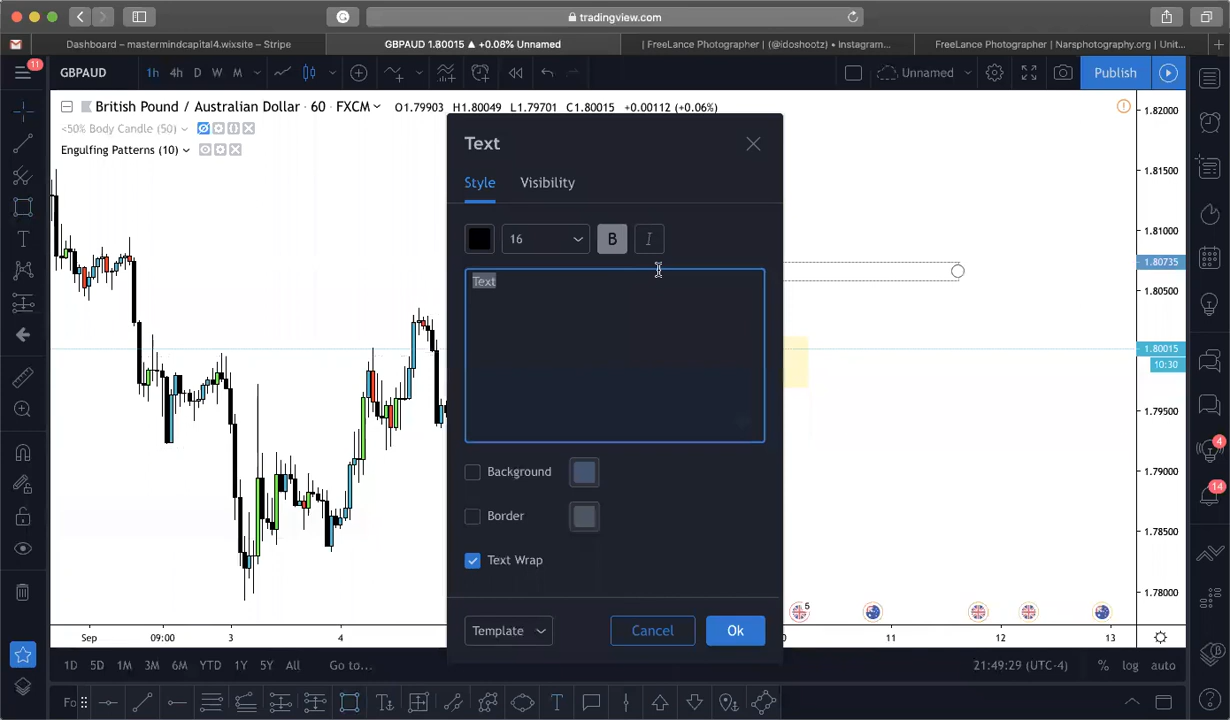 tradingview.com
Dashboard – mastermindcapital4.wixsite – Stripe
GBPAUD 1.80015 ▲ +0.08% Unnamed
| FreeLance Photographer | (@idoshootz) • Instagram...
FreeLance Photographer | Narsphotography.org | Unit...
11
GBPAUD
1h 4h D W M
Unnamed
Publish
British Pound / Australian Dollar · 60 · FXCM
O1.79903 H1.80049 L1.79701 C1.80015 +0.00112 (+0.06%)
<50% Body Candle (50)
Engulfing Patterns (10)
Text
Style
Visibility
16
B
I
Text
Background
Border
Text Wrap
Template
Cancel
Ok
1.82000
1.81500
1.81000
1.80735
1.80500
1.80015
10:30
1.79500
1.79000
1.78500
1.78000
4
14
5
Sep 09:00 3 4 11 12 13
1D 5D 1M 3M 6M YTD 1Y 5Y All Go to...
21:49:29 (UTC-4) % log auto
Fo